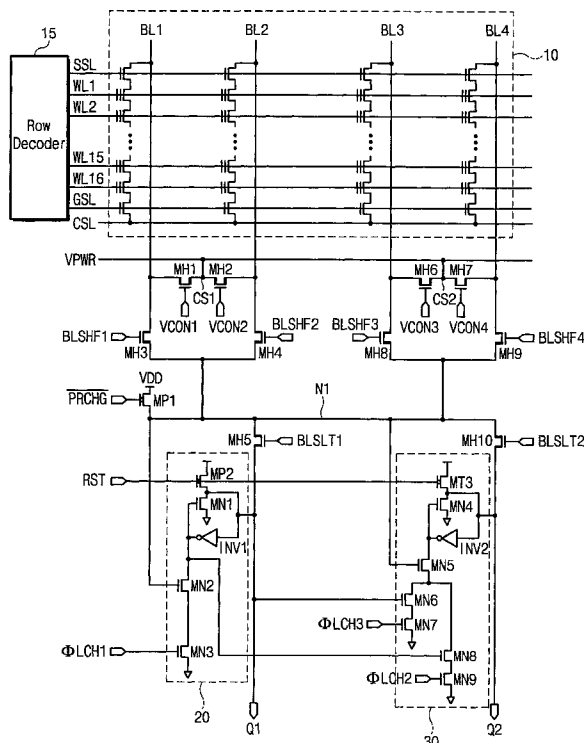 BL1 BL2 BL3 BL4
15
10
SSL
WL1
WL2
Row Decoder
WL15
WL16
GSL
CSL
VPWR
MH1 MH2 MH6 MH7
CS1 CS2
VCON1 VCON2 VCON3 VCON4
BLSHF1 BLSHF2 BLSHF3 BLSHF4
MH3 MH4 MH8 MH9
VDD
PRCHG MP1
N1
MH5 BLSLT1 MH10 BLSLT2
RST MP2 MT3
MN1 MN4
INV1 INV2
MN5
MN2
MN6
ΦLCH3 MN7
ΦLCH1 MN3 MN8
ΦLCH2 MN9
20 Q1 30 Q2